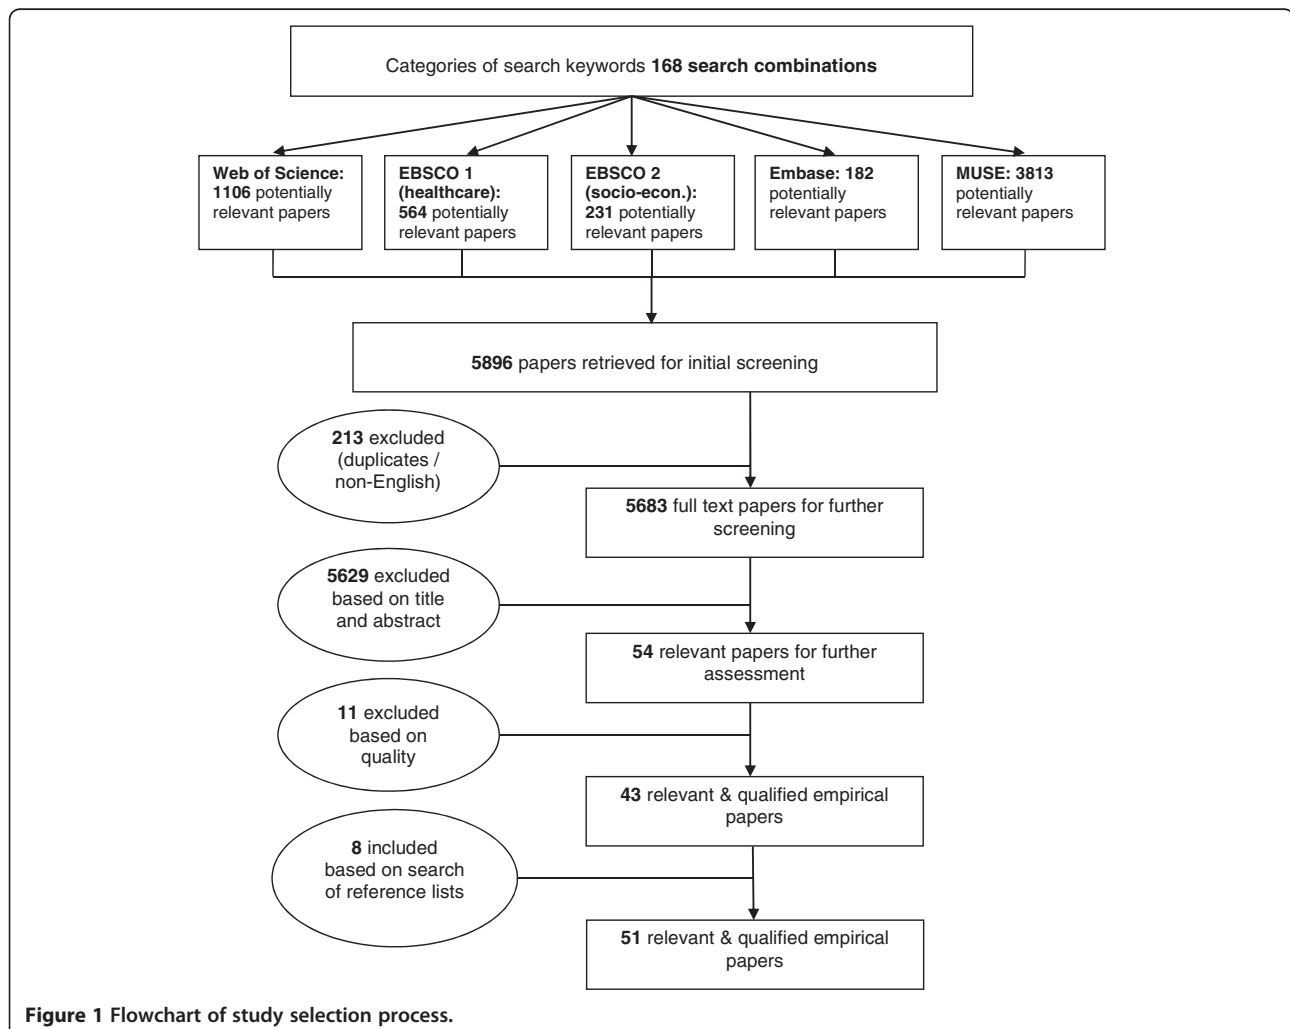 Categories of search keywords 168 search combinations
Web of Science:
1106 potentially
relevant papers
EBSCO 1
(healthcare):
564 potentially
relevant papers
EBSCO 2
(socio-econ.):
231 potentially
relevant papers
Embase: 182
potentially
relevant papers
MUSE: 3813
potentially
relevant papers
5896 papers retrieved for initial screening
213 excluded
(duplicates /
non-English)
5683 full text papers for further
screening
5629 excluded
based on title
and abstract
54 relevant papers for further
assessment
11 excluded
based on
quality
43 relevant & qualified empirical
papers
8 included
based on search
of reference lists
51 relevant & qualified empirical
papers
Figure 1 Flowchart of study selection process.